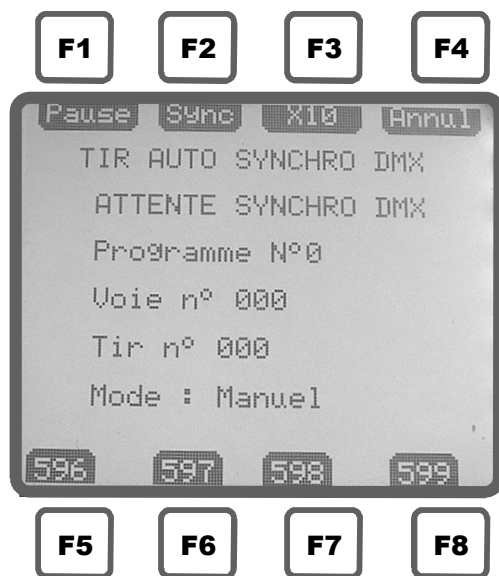 F1 F2 F3 F4
Pause Sync X10 Annul
TIR AUTO SYNCHRO DMX
ATTENTE SYNCHRO DMX
Programme N°0
Voie n° 000
Tir n° 000
Mode : Manuel
596 597 598 599
F5 F6 F7 F8